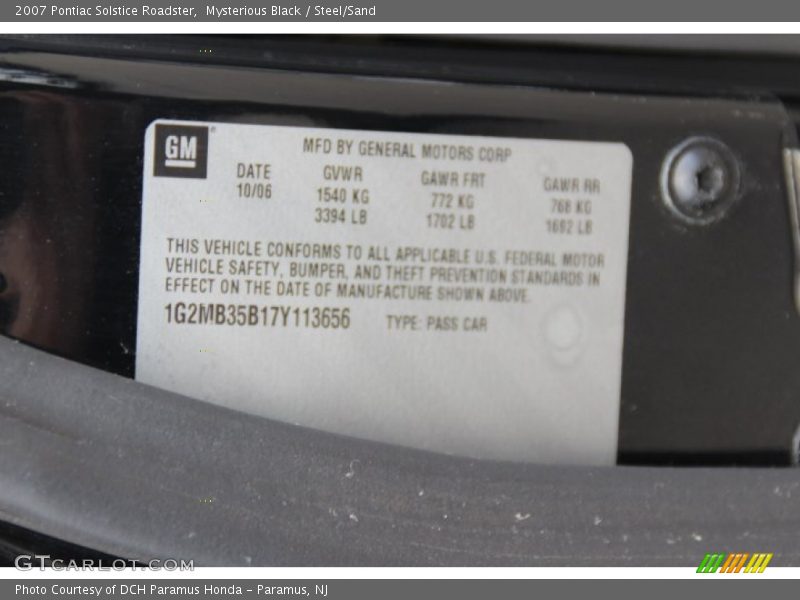 2007 Pontiac Solstice Roadster,  Mysterious Black / Steel/Sand
GM
MFD BY GENERAL MOTORS CORP
DATE GVWR GAWR FRT GAWR RR
10/06 1540 KG 772 KG 768 KG
3394 LB 1702 LB 1692 LB
THIS VEHICLE CONFORMS TO ALL APPLICABLE U.S. FEDERAL MOTOR
VEHICLE SAFETY, BUMPER, AND THEFT PREVENTION STANDARDS IN
EFFECT ON THE DATE OF MANUFACTURE SHOWN ABOVE.
1G2MB35B17Y113656 TYPE: PASS CAR
GTCARLOT.COM
Photo Courtesy of DCH Paramus Honda - Paramus, NJ